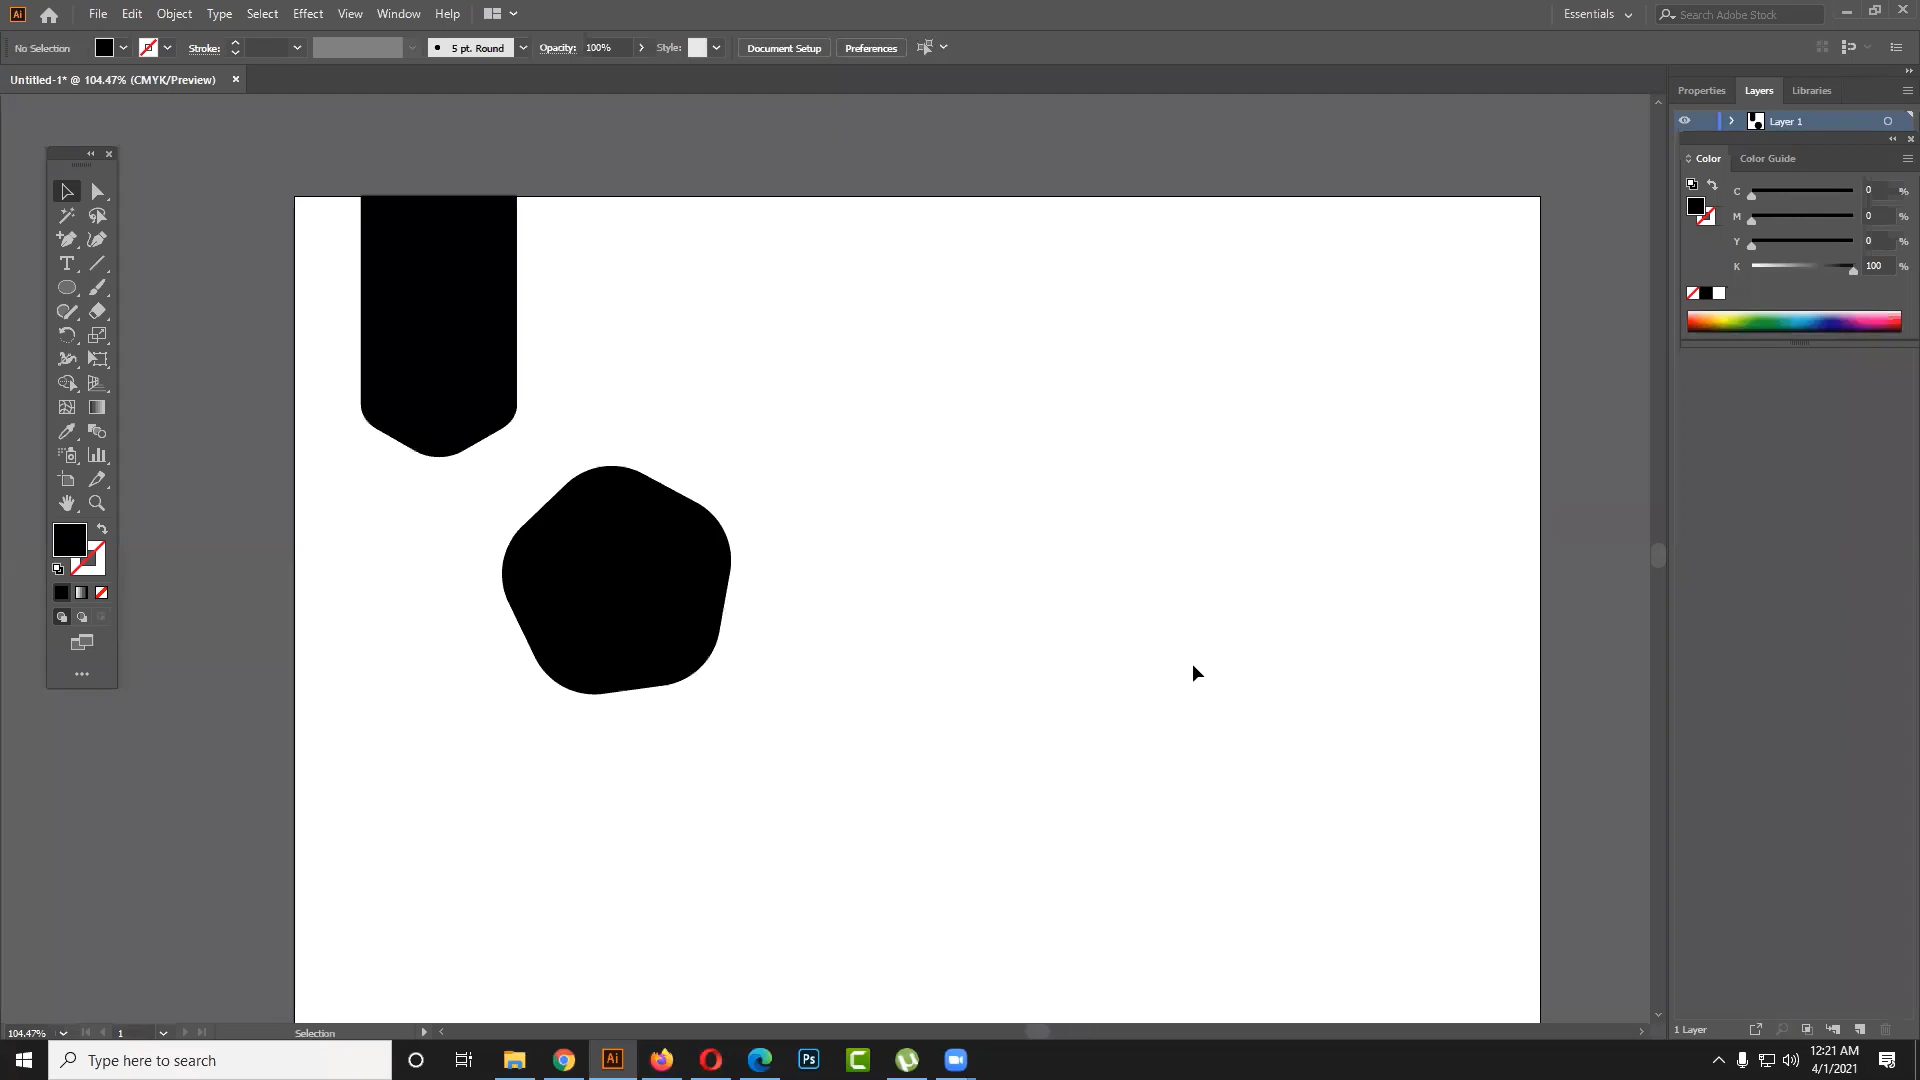 Ai File Edit Object Type Select Effect View Window Help Essentials Search Adobe Stock
No Selection Stroke: 5 pt. Round Opacity: 100% Style: Document Setup Preferences
Untitled-1* @ 104.47% (CMYK/Preview) ×
Properties Layers Libraries
Layer 1
Color Color Guide
C 0 %
M 0 %
Y 0 %
K 100 %
104.47% 1 Selection
1 Layer
Type here to search
Ai
Ps
12:21 AM
4/1/2021